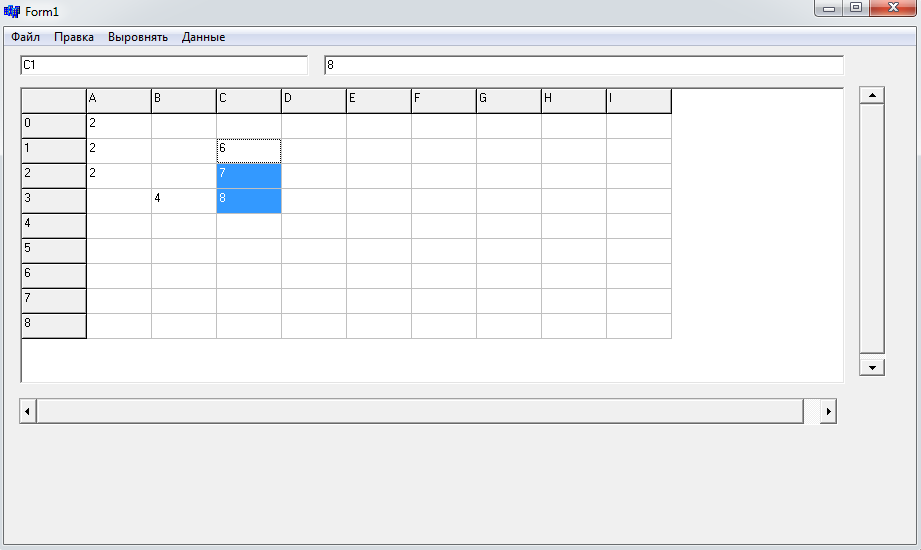 Form1
Файл Правка Выровнять Данные
C1 8
A B C D E F G H I
0 2
1 2 6
2 2 7
3 4 8
4
5
6
7
8